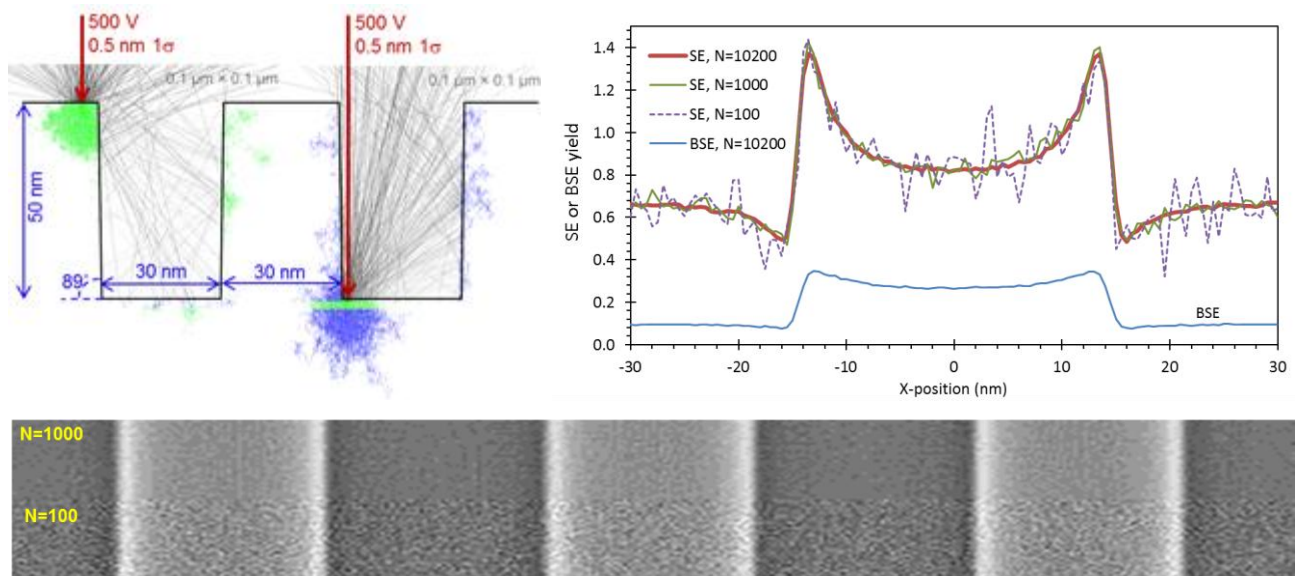 500 V
0.5 nm 1σ
500 V
0.5 nm 1σ
0.1 µm × 0.1 µm
0.1 µm × 0.1 µm
50 nm
89°
30 nm
30 nm
SE or BSE yield
1.4
1.2
1.0
0.8
0.6
0.4
0.2
0.0
SE, N=10200
SE, N=1000
SE, N=100
BSE, N=10200
BSE
-30
-20
-10
0
10
20
30
X-position (nm)
N=1000
N=100